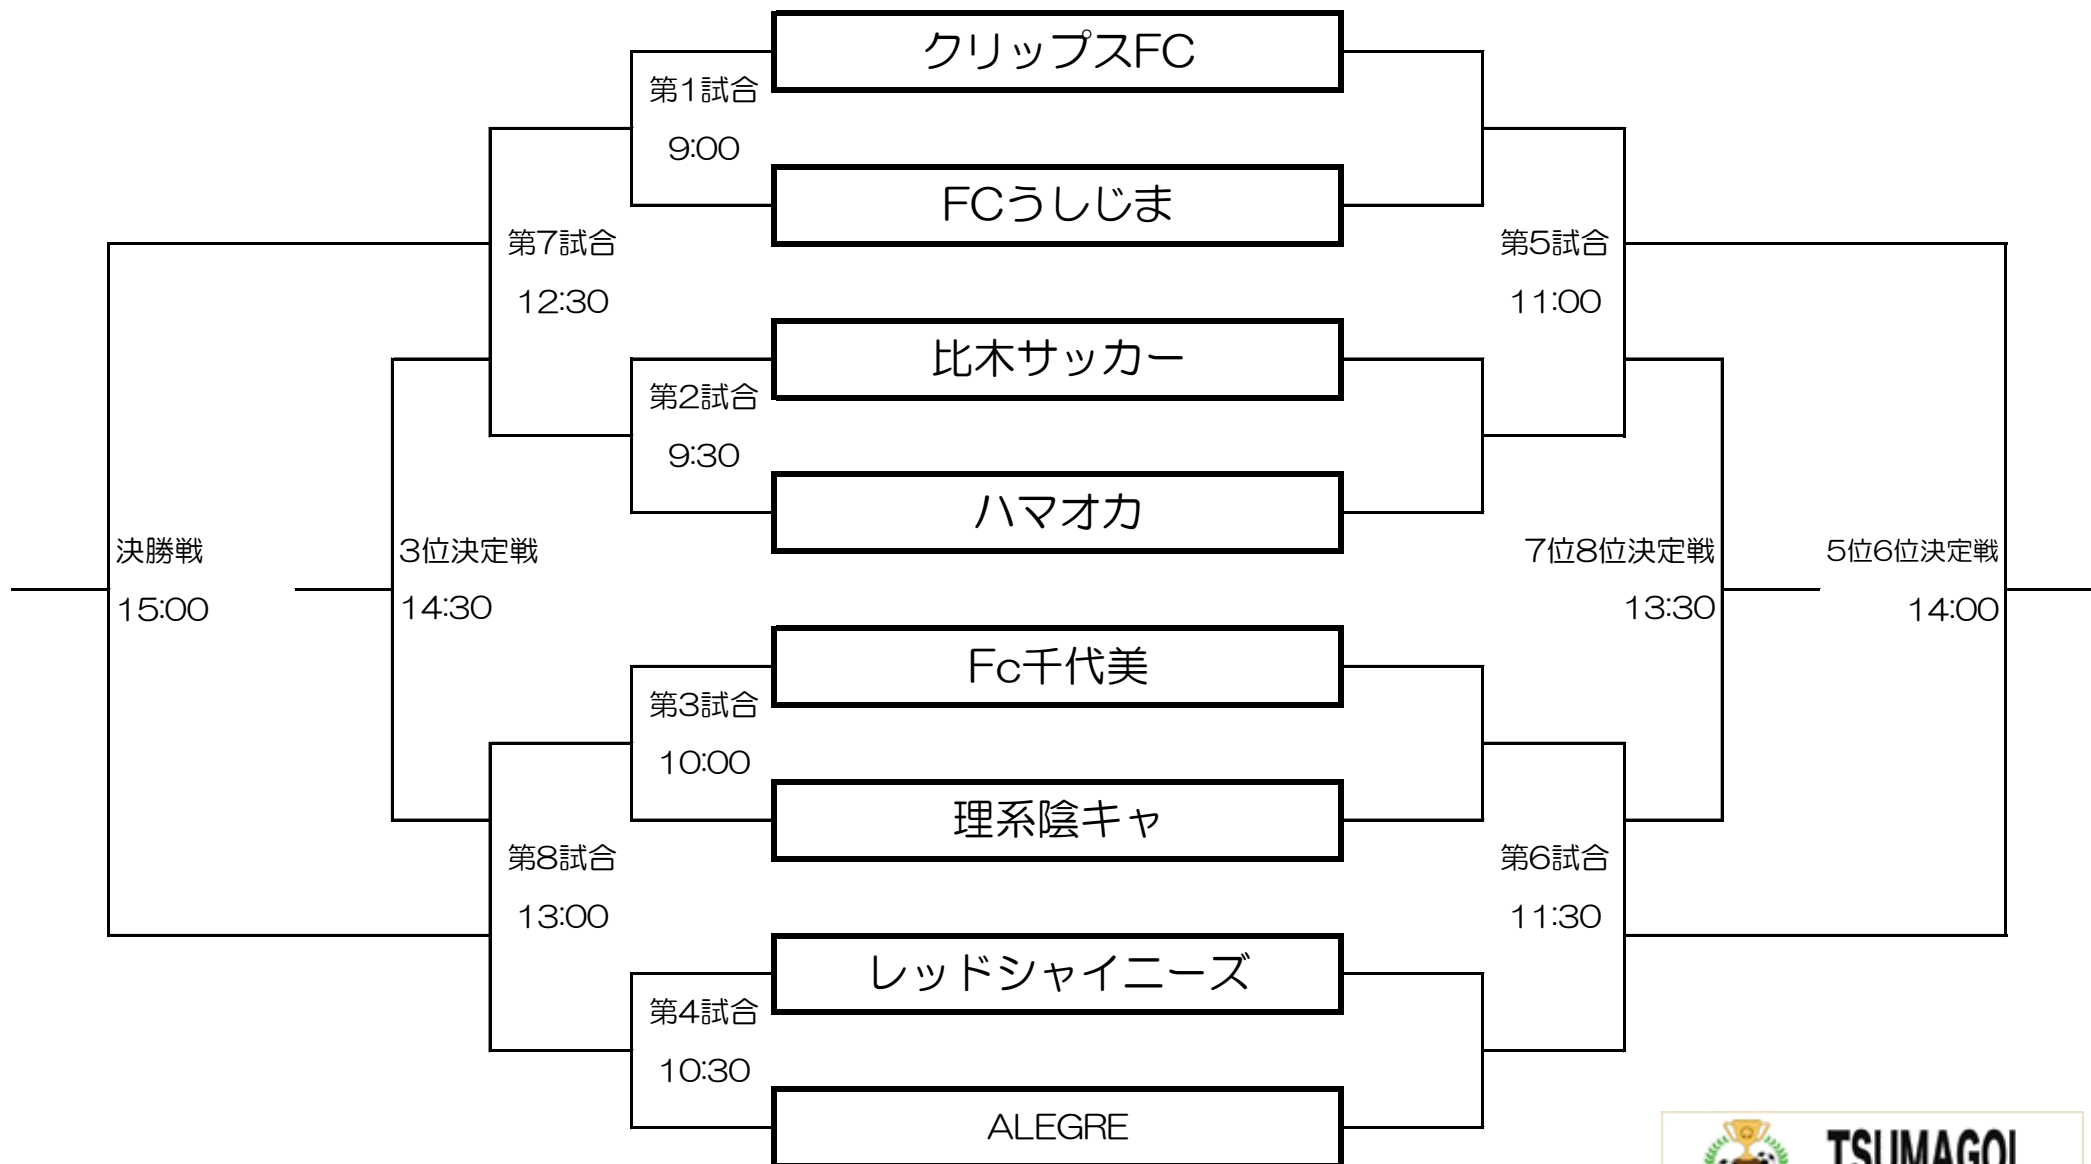 クリップスFC
第1試合
9:00
FCうしじま
第7試合
12:30
第5試合
11:00
比木サッカー
第2試合
9:30
ハマオカ
決勝戦
15:00
3位決定戦
14:30
7位8位決定戦
13:30
5位6位決定戦
14:00
Fc千代美
第3試合
10:00
理系陰キャ
第8試合
13:00
第6試合
11:30
レッドシャイニーズ
第4試合
10:30
ALEGRE
TSUMAGOI